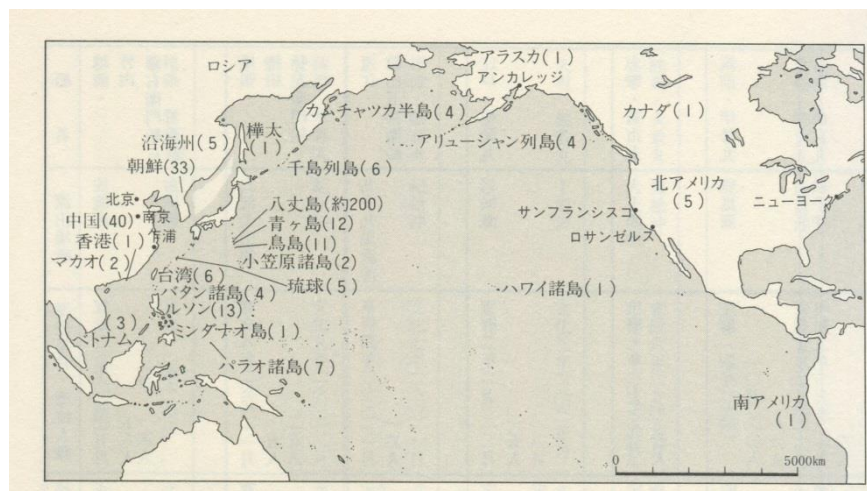 ロシア
アラスカ(1)
アンカレッジ
カムチャツカ半島(4)
カナダ(1)
沿海州(5)
樺太
(1)
アリューシャン列島(4)
朝鮮(33)
千島列島(6)
北アメリカ
(5)
北京
八丈島(約200)
ニューヨーク
中国(40)
南京
青ヶ島(12)
サンフランシスコ
香港(1)
乍浦
鳥島(11)
ロサンゼルス
マカオ(2)
小笠原諸島(2)
台湾(6)
琉球(5)
バタン諸島(4)
ハワイ諸島(1)
ルソン(13)
(3)
ベトナム
ミンダナオ島(1)
パラオ諸島(7)
南アメリカ
(1)
0
5000km